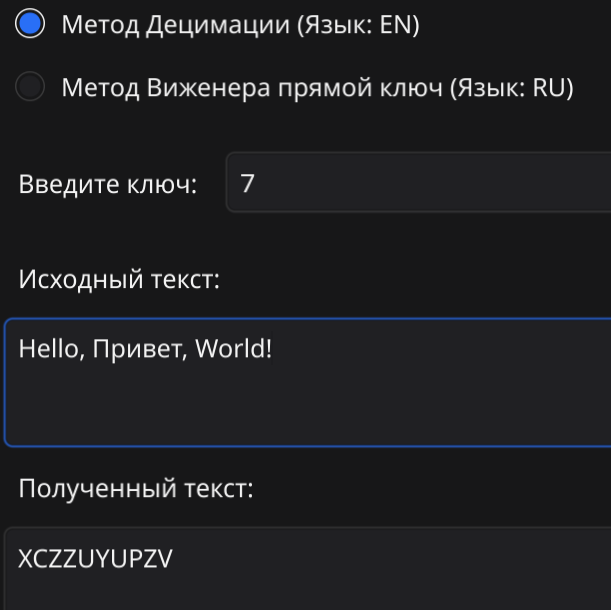 Метод Децимации (Язык: EN)
Метод Виженера прямой ключ (Язык: RU)
Введите ключ: 7
Исходный текст:
Hello, Привет, World!
Полученный текст:
XCZZUYUPZV